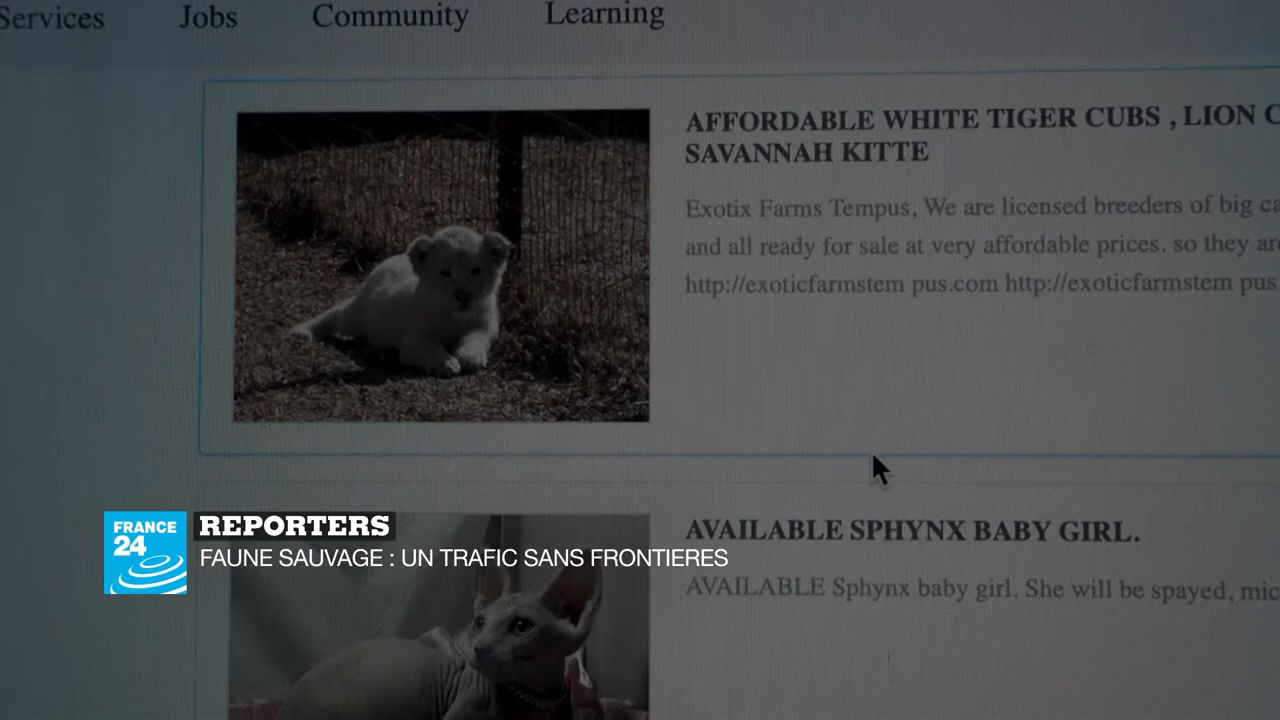 Services Jobs Community Learning
AFFORDABLE WHITE TIGER CUBS , LION
SAVANNAH KITTE
Exotix Farms Tempus, We are licensed breeders of big
and all ready for sale at very affordable prices. so they
http://exoticfarmstem pus.com http://exoticfarmstem pus
FRANCE
24
REPORTERS
FAUNE SAUVAGE : UN TRAFIC SANS FRONTIERES
AVAILABLE SPHYNX BABY GIRL.
AVAILABLE Sphynx baby girl. She will be spayed,